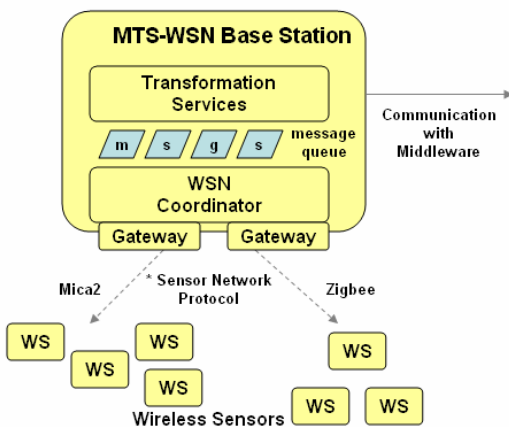 MTS-WSN Base Station
Transformation
Services
m s g s
message
queue
Communication
with
Middleware
WSN
Coordinator
Gateway
Gateway
Mica2
* Sensor Network
Protocol
Zigbee
WS
WS
WS
WS
WS
WS
WS
Wireless Sensors